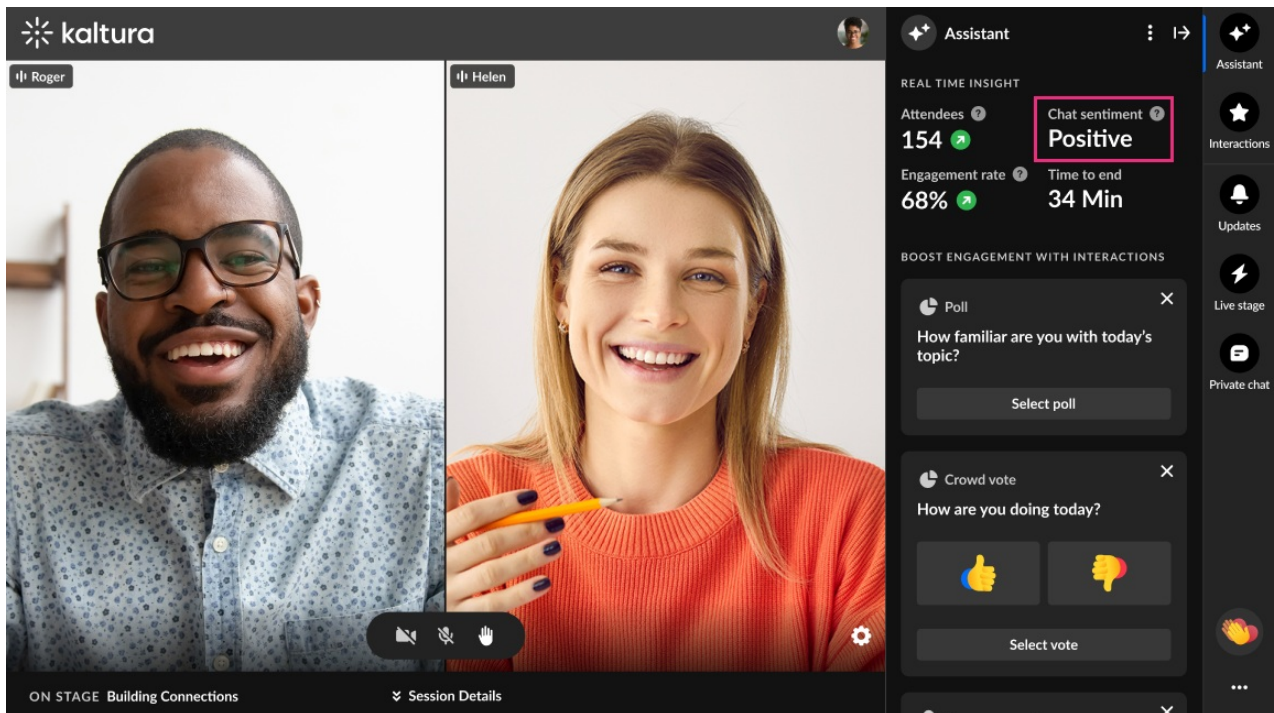 kaltura
Roger
Helen
ON STAGE Building Connections
Session Details
Assistant
REAL TIME INSIGHT
Attendees ?
154
Chat sentiment ?
Positive
Engagement rate ?
68%
Time to end
34 Min
BOOST ENGAGEMENT WITH INTERACTIONS
Poll
How familiar are you with today's
topic?
Select poll
Crowd vote
How are you doing today?
Select vote
Assistant
Interactions
Updates
Live stage
Private chat